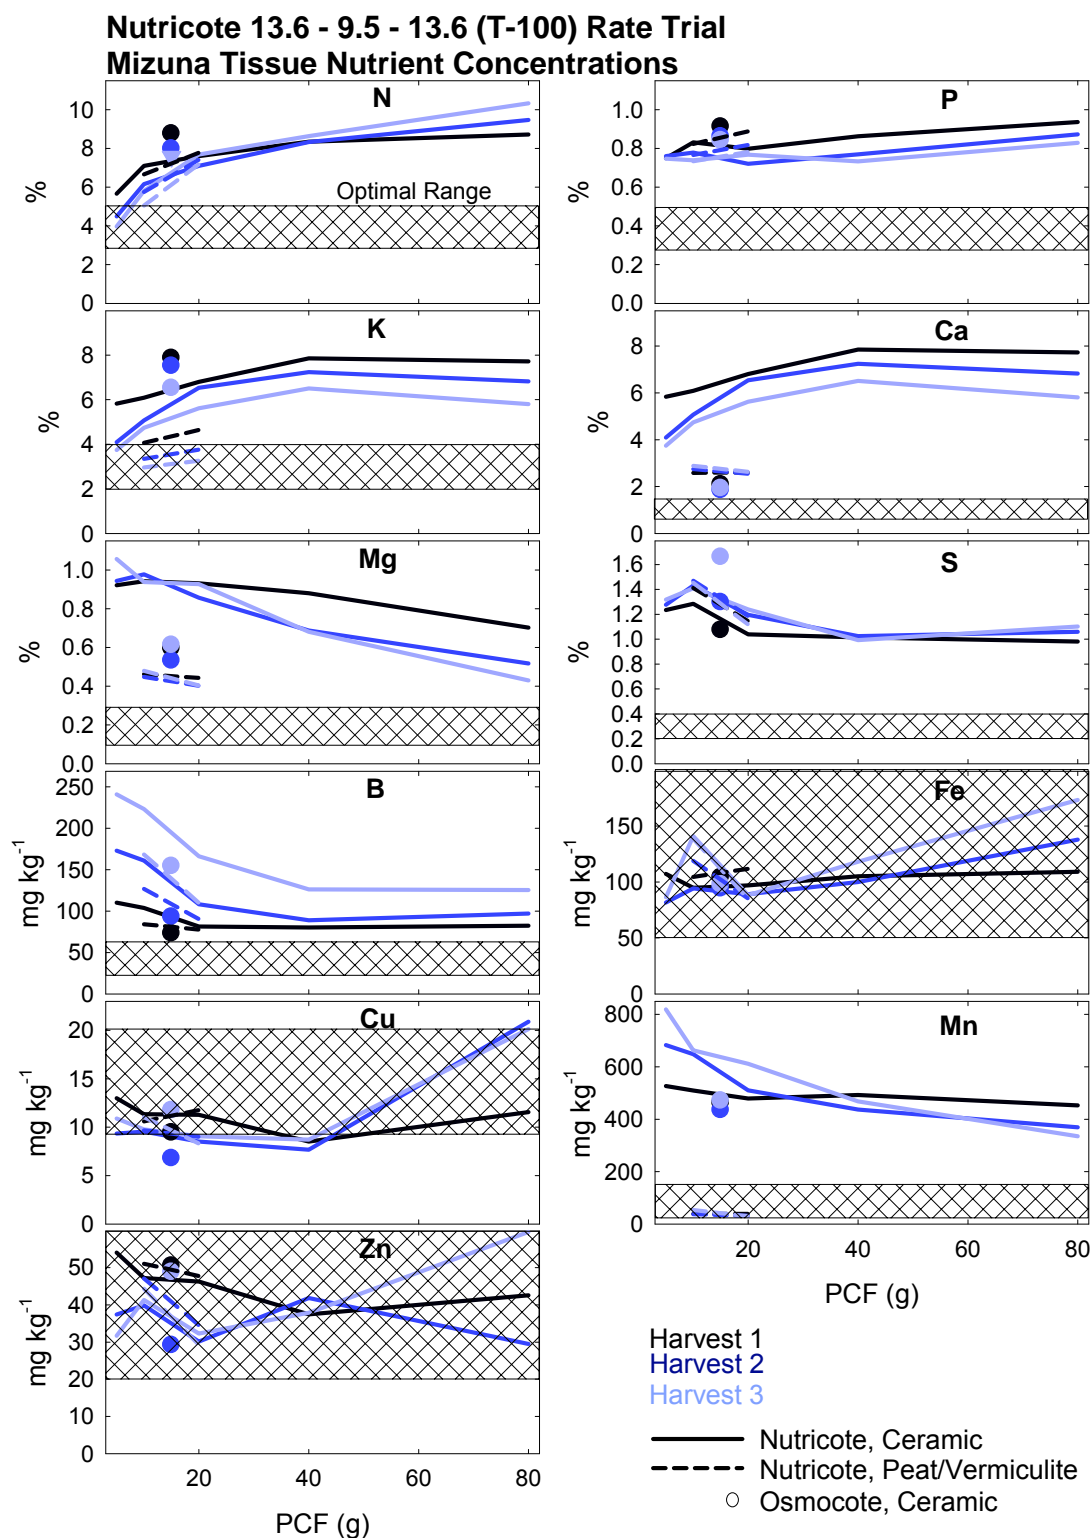 Nutricote 13.6 - 9.5 - 13.6 (T-100) Rate Trial
Mizuna Tissue Nutrient Concentrations
N
10
8
6
4
2
0
%
Optimal Range
P
1.0
0.8
0.6
0.4
0.2
0.0
%
K
8
6
4
2
0
%
Ca
8
6
4
2
0
%
Mg
1.0
0.8
0.6
0.4
0.2
0.0
%
S
1.6
1.4
1.2
1.0
0.8
0.6
0.4
0.2
0.0
%
B
250
200
150
100
50
0
mg kg-1
Fe
150
100
50
0
mg kg-1
Cu
20
15
10
5
0
mg kg-1
Mn
800
600
400
200
0
mg kg-1
20 40 60 80
PCF (g)
Zn
50
40
30
20
10
0
mg kg-1
20 40 60 80
PCF (g)
Harvest 1
Harvest 2
Harvest 3
Nutricote, Ceramic
Nutricote, Peat/Vermiculite
Osmocote, Ceramic